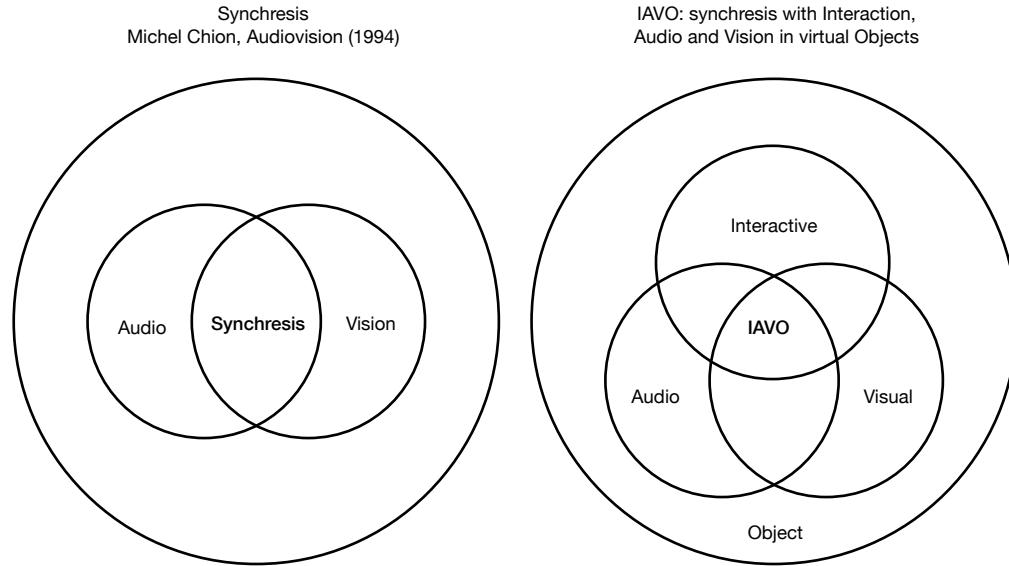 Synchresis
Michel Chion, Audiovision (1994)
Audio
Synchresis
Vision
IAVO: synchresis with Interaction,
Audio and Vision in virtual Objects
Interactive
IAVO
Audio
Visual
Object